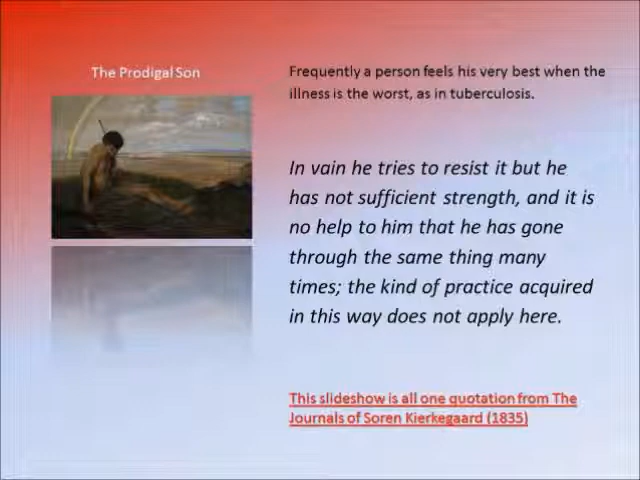 The Prodigal Son
Frequently a person feels his very best when the
illness is the worst, as in tuberculosis.
In vain he tries to resist it but he
has not sufficient strength, and it is
no help to him that he has gone
through the same thing many
times; the kind of practice acquired
in this way does not apply here.
This slideshow is all one quotation from The
Journals of Soren Kierkegaard (1835)